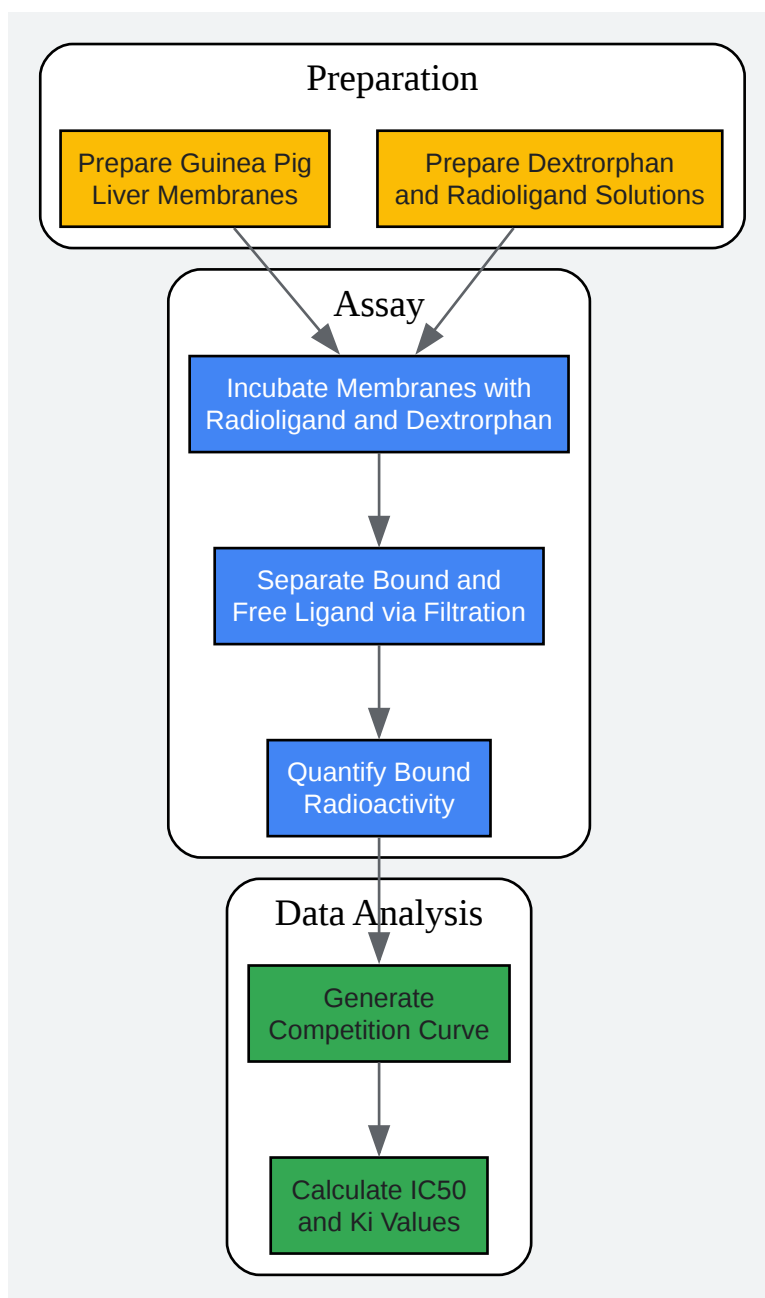 Preparation
Prepare Guinea Pig
Liver Membranes
Prepare Dextrorphan
and Radioligand Solutions
Assay
Incubate Membranes with
Radioligand and Dextrorphan
Separate Bound and
Free Ligand via Filtration
Quantify Bound
Radioactivity
Data Analysis
Generate
Competition Curve
Calculate IC50
and Ki Values